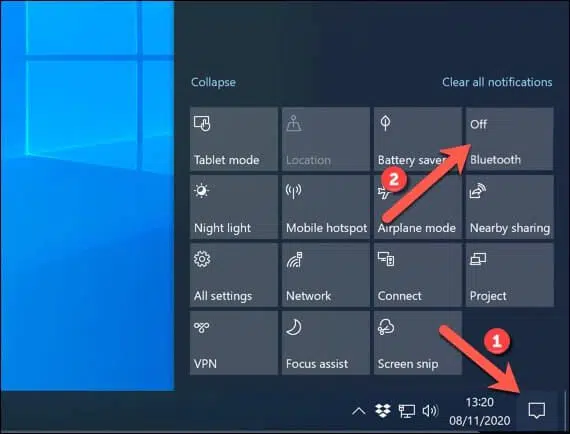 Collapse
Clear all notifications
Off
Tablet mode
Location
Battery saver
Bluetooth
2
Night light
Mobile hotspot
Airplane mode
Nearby sharing
All settings
Network
Connect
Project
1
VPN
Focus assist
Screen snip
13:20
08/11/2020